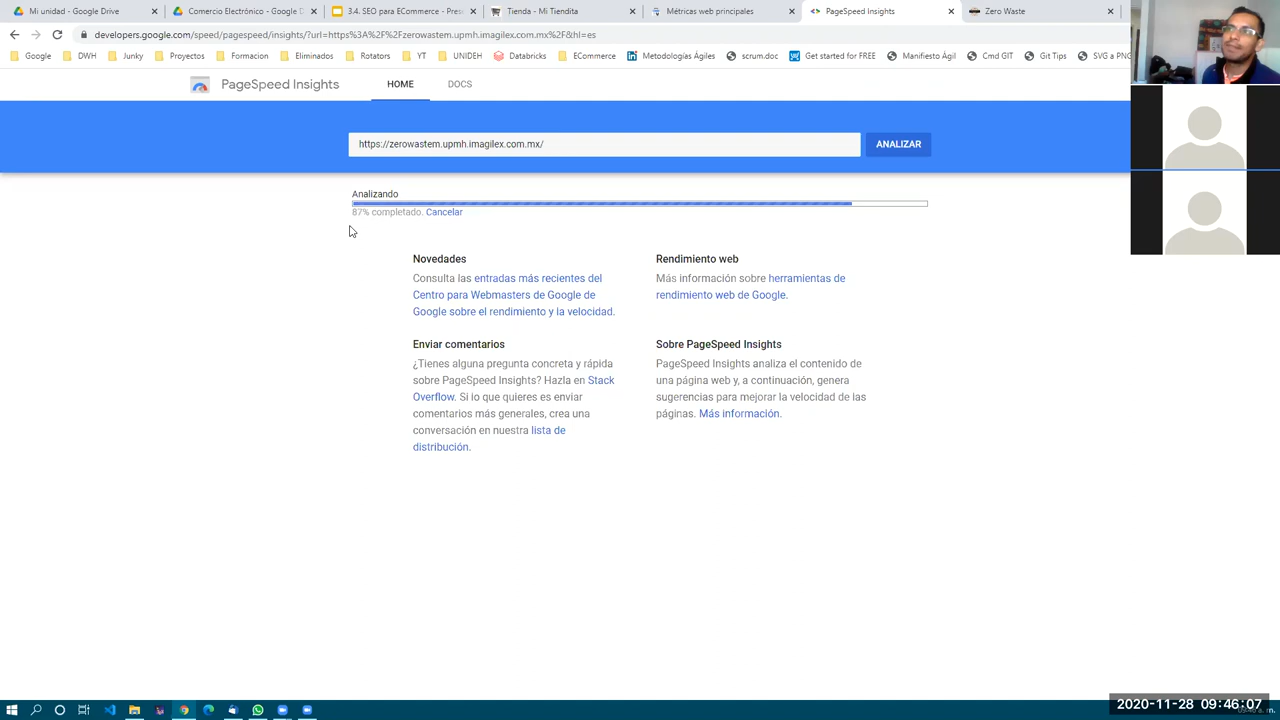 Mi unidad - Google Drive
Comercio Electrónico - Google D
3.4. SEO para ECommerce - Pres
Tienda - Mi Tiendita
Métricas web principales
PageSpeed Insights
Zero Waste
developers.google.com/speed/pagespeed/insights/?url=https%3A%2F%2Fzerowastem.upmh.imagilex.com.mx%2F&hl=es
Google
DWH
Junky
Proyectos
Formacion
Eliminados
Rotators
YT
UNIDEH
Databricks
ECommerce
Metodologías Ágiles
scrum.doc
Get started for FREE
Manifiesto Ágil
Cmd GIT
Git Tips
SVG a PNG
PageSpeed Insights
HOME
DOCS
https://zerowastem.upmh.imagilex.com.mx/
ANALIZAR
Analizando
87% completado. Cancelar
Novedades
Consulta las entradas más recientes del
Centro para Webmasters de Google de
Google sobre el rendimiento y la velocidad.
Rendimiento web
Más información sobre herramientas de
rendimiento web de Google.
Enviar comentarios
¿Tienes alguna pregunta concreta y rápida
sobre PageSpeed Insights? Hazla en Stack
Overflow. Si lo que quieres es enviar
comentarios más generales, crea una
conversación en nuestra lista de
distribución.
Sobre PageSpeed Insights
PageSpeed Insights analiza el contenido de
una página web y, a continuación, genera
sugerencias para mejorar la velocidad de las
páginas. Más información.
2020-11-28 09:46:07